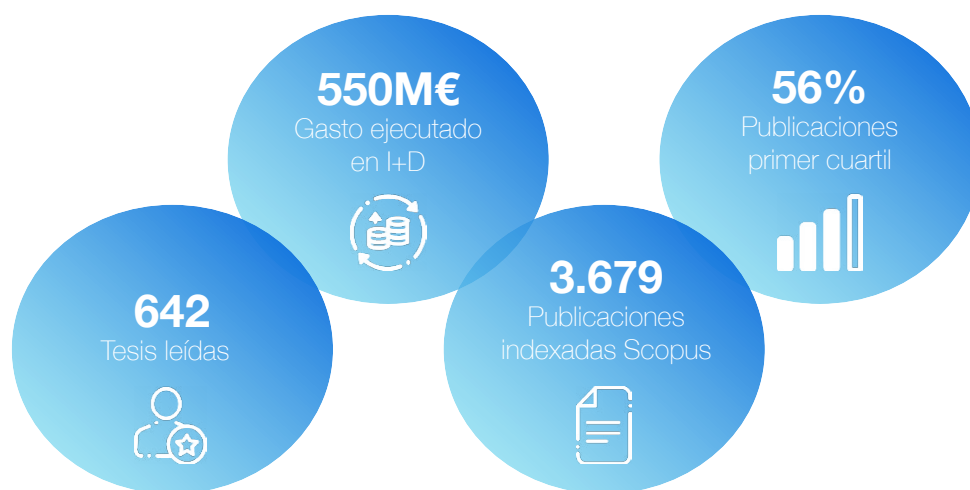 550M€
Gasto ejecutado
en I+D
56%
Publicaciones
primer cuartil
642
Tesis leídas
3.679
Publicaciones
indexadas Scopus